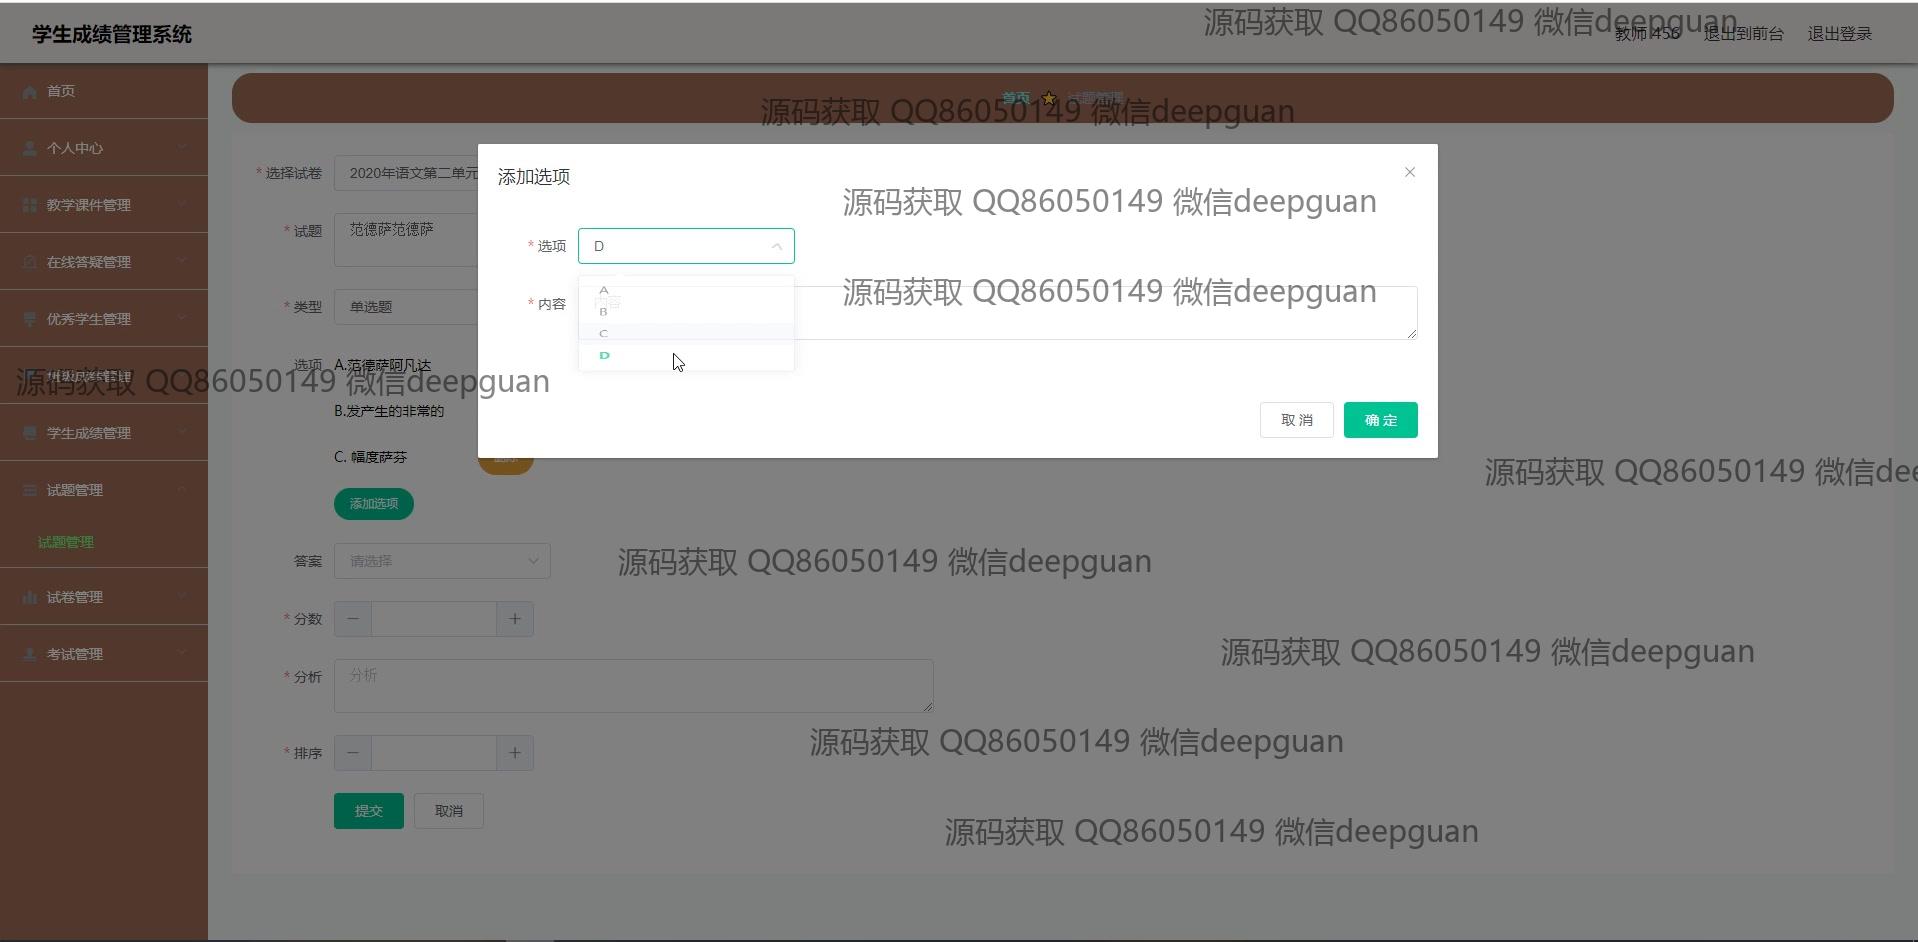 学生成绩管理系统
源码获取 QQ86050149 微信deepguan
教师 456 退出到前台 退出登录
首页
首页 试题管理
源码获取 QQ86050149 微信deepguan
个人中心
添加选项
* 选择试卷 2020年语文第二单元
教学课件管理
源码获取 QQ86050149 微信deepguan
* 试题 范德萨范德萨
* 选项 D
在线答疑管理
A
B
C
D
* 内容 内容
源码获取 QQ86050149 微信deepguan
* 类型 单选题
优秀学生管理
选项 A.范德萨阿凡达
源码获取 QQ86050149 微信deepguan
B.发产生的非常的
取消 确定
学生成绩管理
C. 幅度萨芬
源码获取 QQ86050149 微信dee
试题管理
添加选项
试题管理
答案 请选择
源码获取 QQ86050149 微信deepguan
试卷管理
* 分数
考试管理
源码获取 QQ86050149 微信deepguan
* 分析 分析
源码获取 QQ86050149 微信deepguan
* 排序
提交 取消
源码获取 QQ86050149 微信deepguan